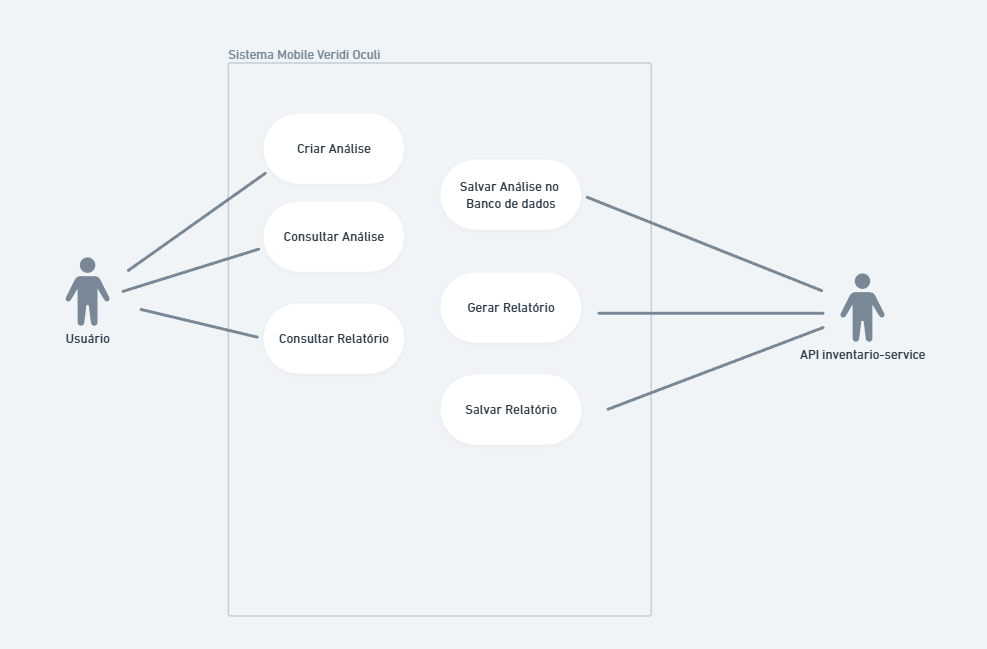 Sistema Mobile Veridi Oculi
Criar Análise
Consultar Análise
Consultar Relatório
Salvar Análise no
Banco de dados
Gerar Relatório
Salvar Relatório
Usuário
API inventario-service